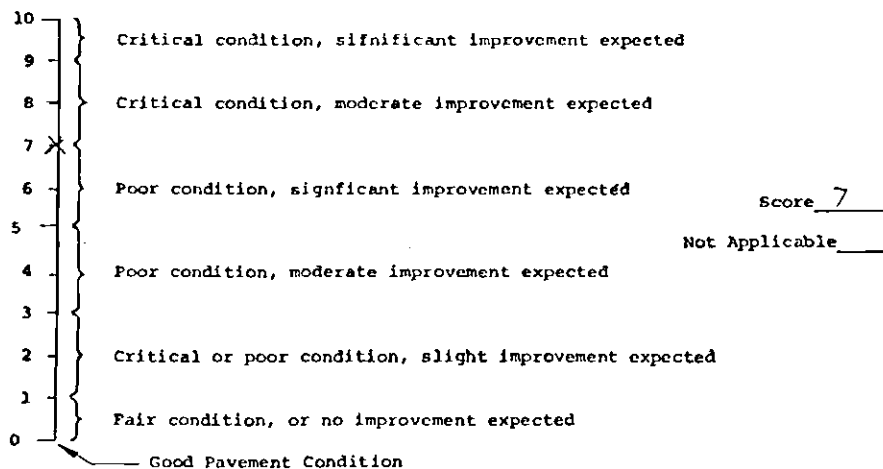 10
Critical condition, sifnificant improvement expected
9
8 Critical condition, moderate improvement expected
7
6 Poor condition, signficant improvement expected
Score 7
5
Not Applicable
4 Poor condition, moderate improvement expected
3
2 Critical or poor condition, slight improvement expected
1
Fair condition, or no improvement expected
0
Good Pavement Condition